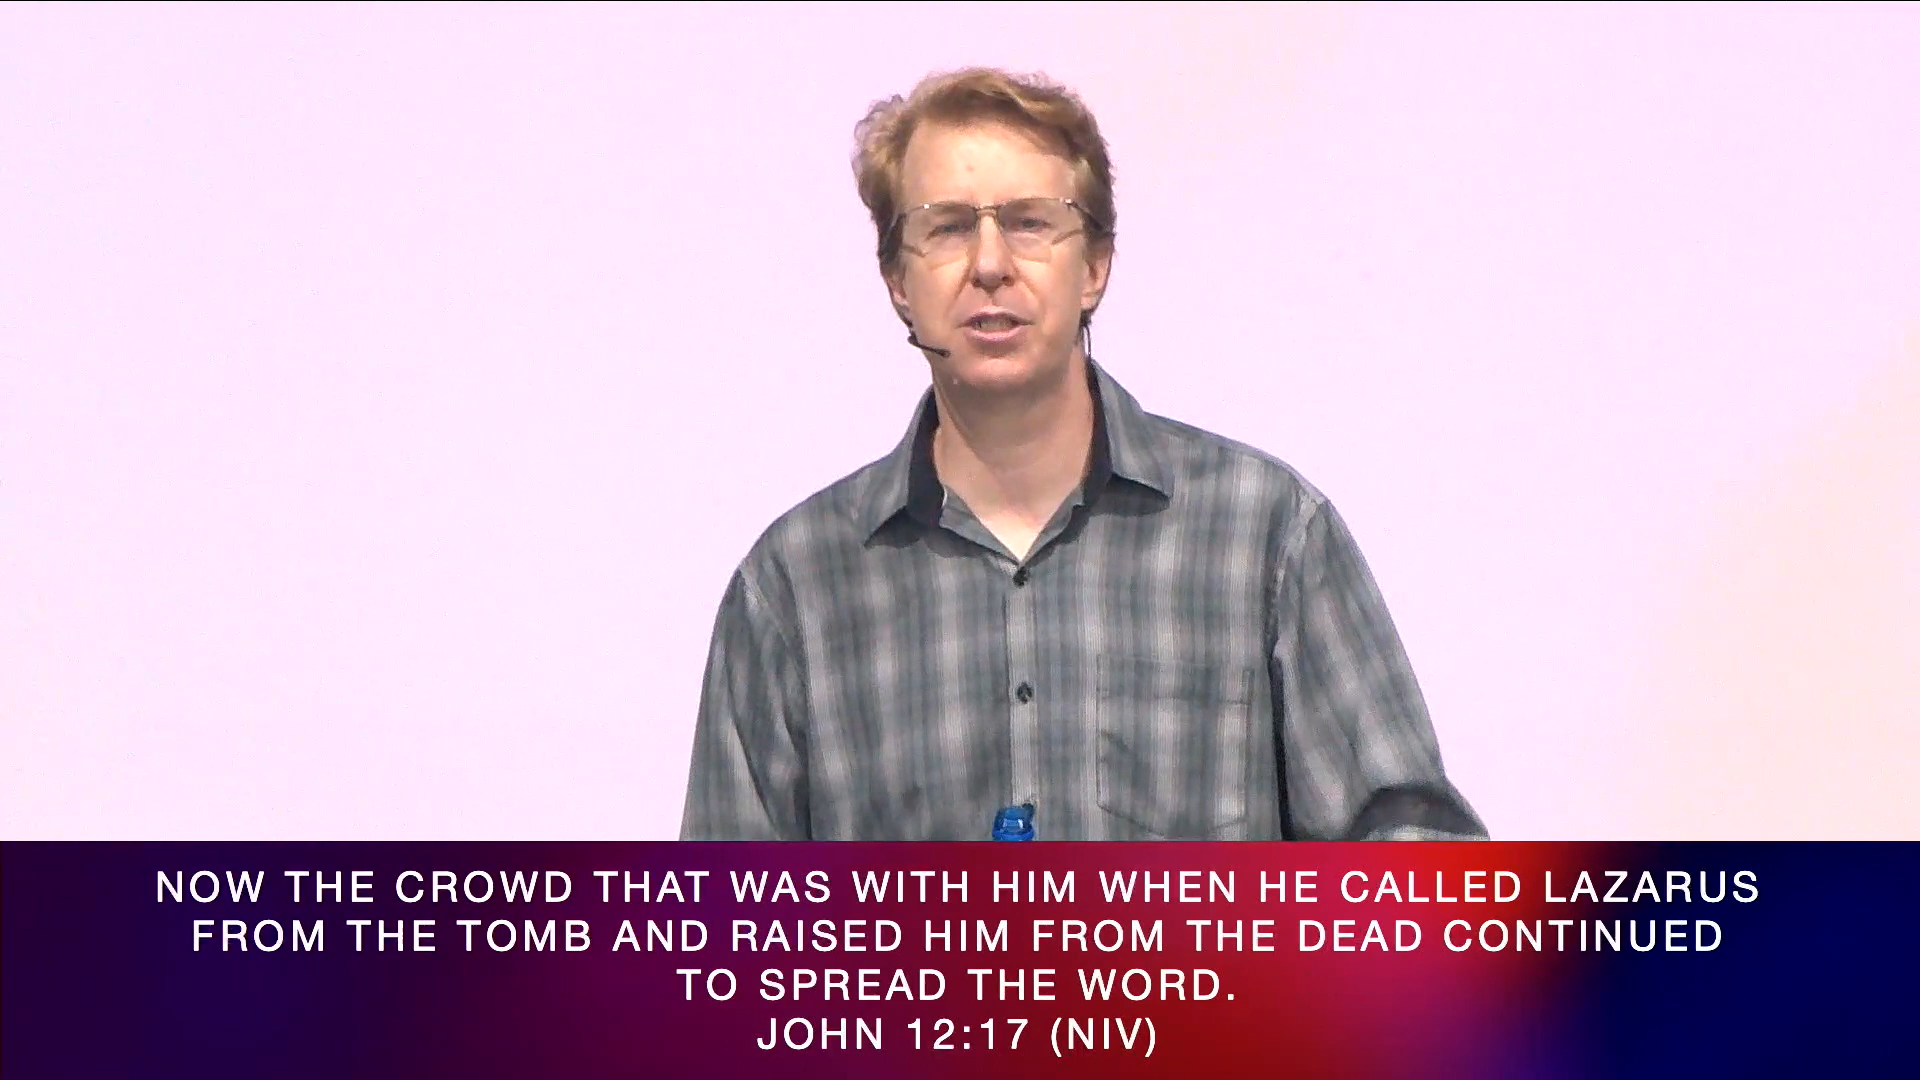 NOW THE CROWD THAT WAS WITH HIM WHEN HE CALLED LAZARUS
FROM THE TOMB AND RAISED HIM FROM THE DEAD CONTINUED
TO SPREAD THE WORD.
JOHN 12:17 (NIV)